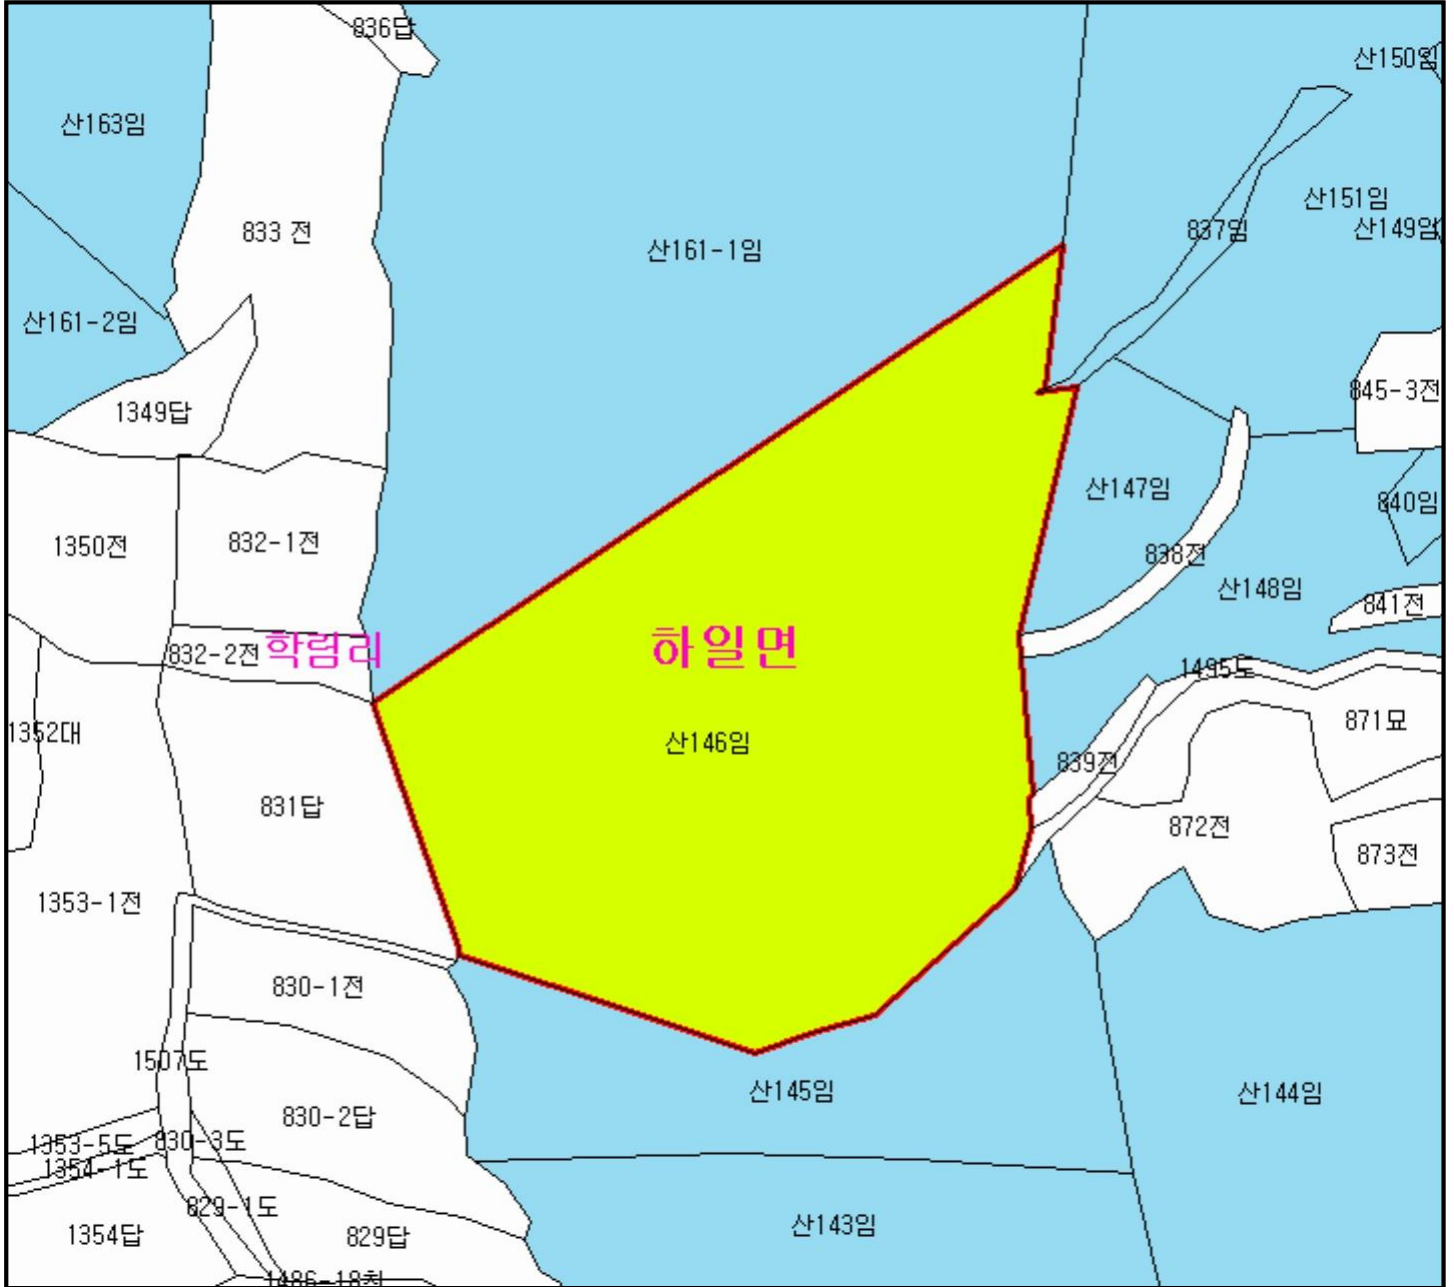 836답
산150임
산163임
산151임
833 전
산161-1임
837임
산149임
산161-2임
845-3전
1349답
산147임
840임
1350전
832-1전
838전
산148임
841전
832-2전
학림리
하일면
1495도
1352대
산146임
871묘
839전
831답
872전
873전
1353-1전
830-1전
1507도
산145임
산144임
830-2답
1353-5도
830-3도
1354-1도
829-1도
1354답
829답
산143임
1486-18천